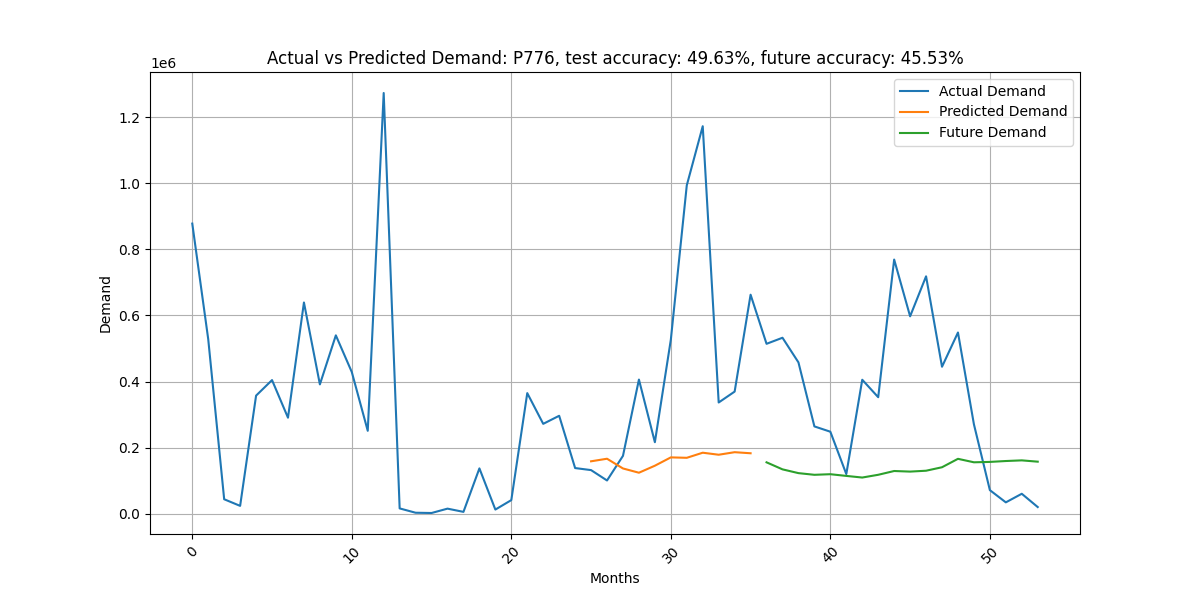 Actual vs Predicted Demand: P776, test accuracy: 49.63%, future accuracy: 45.53%
1e6
Actual Demand
Predicted Demand
Future Demand
1.2
1.0
0.8
0.6
0.4
0.2
0.0
Demand
0
10
20
30
40
50
Months